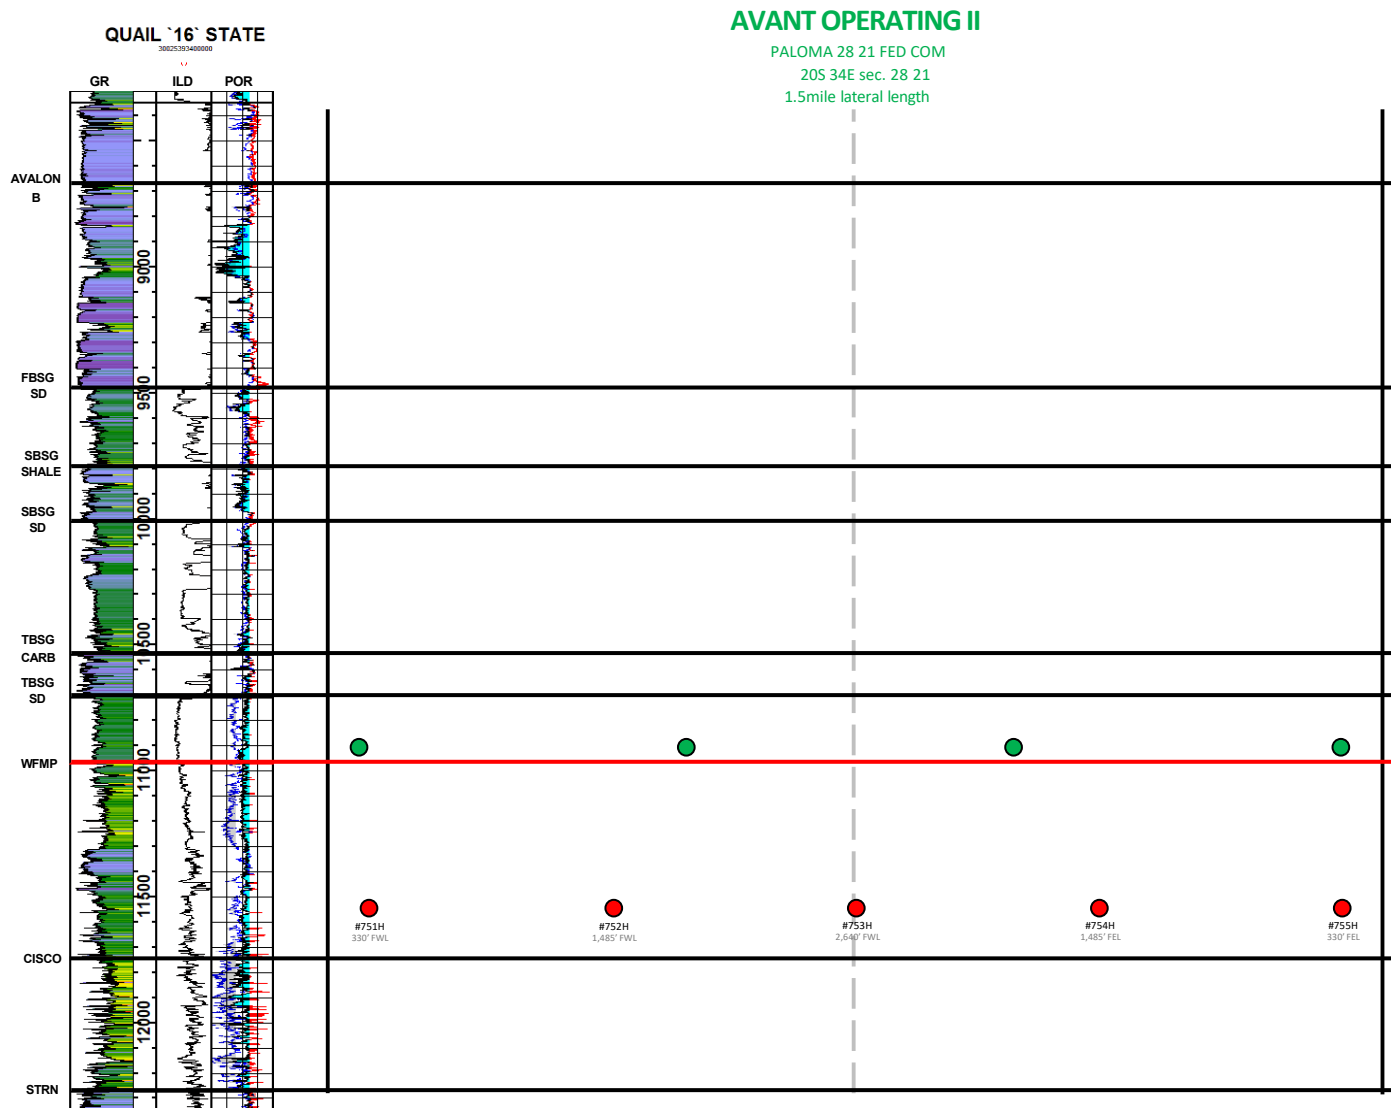 AVANT OPERATING II
PALOMA 28 21 FED COM
20S 34E sec. 28 21
1.5mile lateral length
QUAIL `16` STATE
30025393400000
GR ILD POR
AVALON
B
9000
FBSG
SD
9500
SBSG
SHALE
SBSG
SD
10000
TBSG
CARB
10500
TBSG
SD
WFMP
11000
11500
#751H
330' FWL
#752H
1,485' FWL
#753H
2,640' FWL
#754H
1,485' FEL
#755H
330' FEL
CISCO
12000
STRN